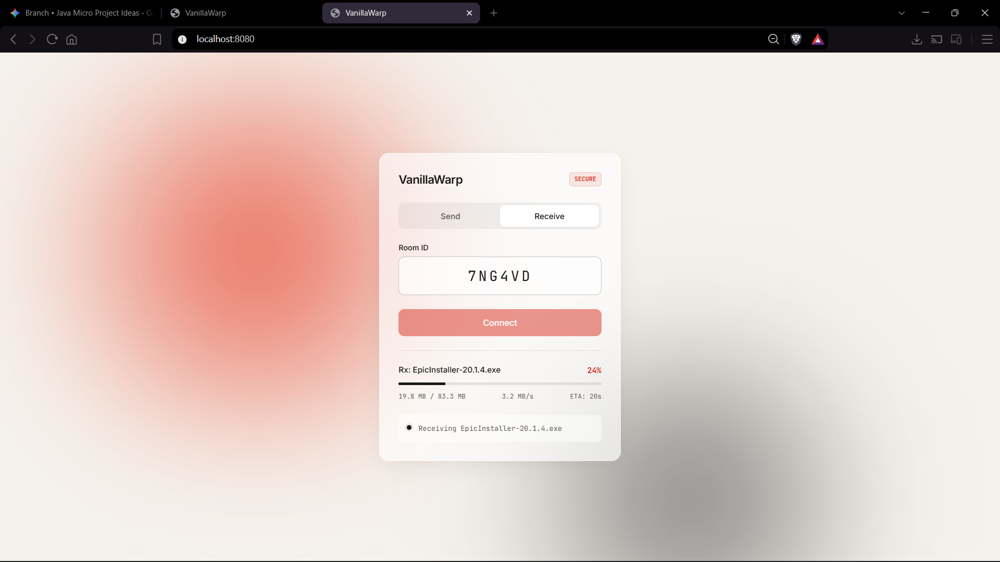 Branch • Java Micro Project Ideas - G
VanillaWarp
VanillaWarp
localhost:8080
VanillaWarp
SECURE
Send
Receive
Room ID
7NG4VD
Connect
Rx: EpicInstaller-20.1.4.exe
24%
19.8 MB / 83.3 MB
3.2 MB/s
ETA: 20s
Receiving EpicInstaller-20.1.4.exe